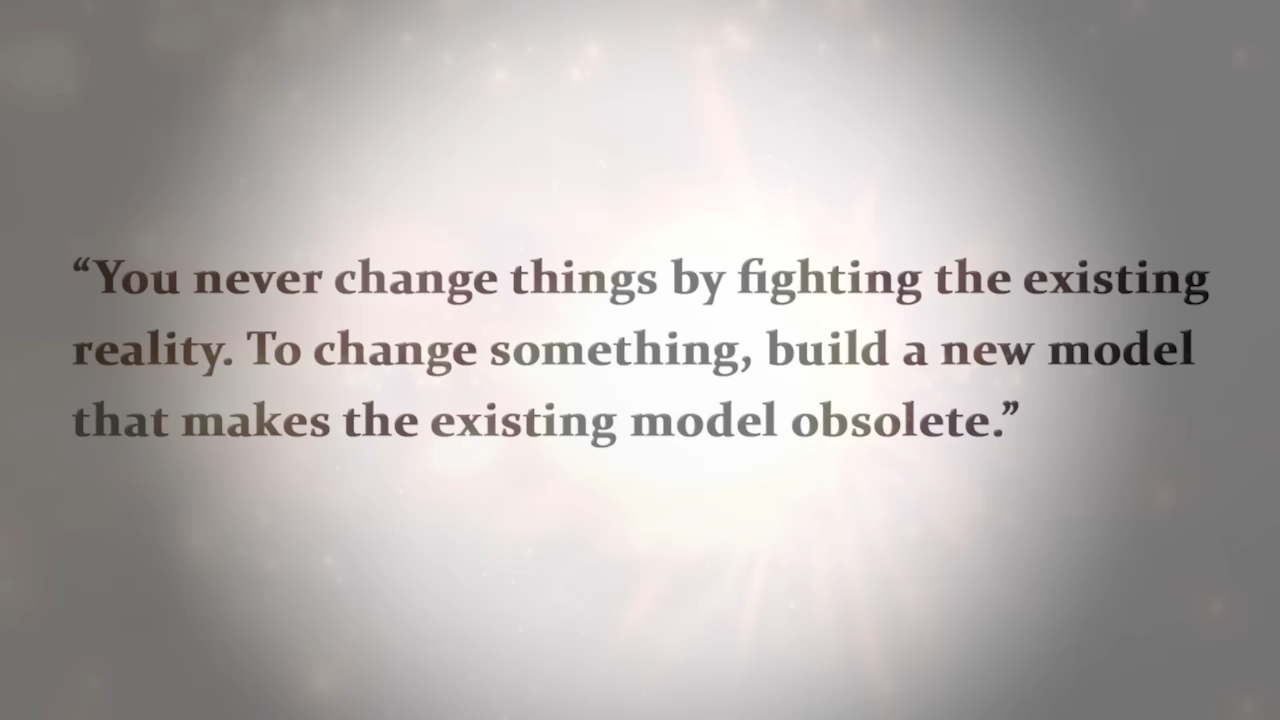 “You never change things by fighting the existing
reality. To change something, build a new model
that makes the existing model obsolete.”